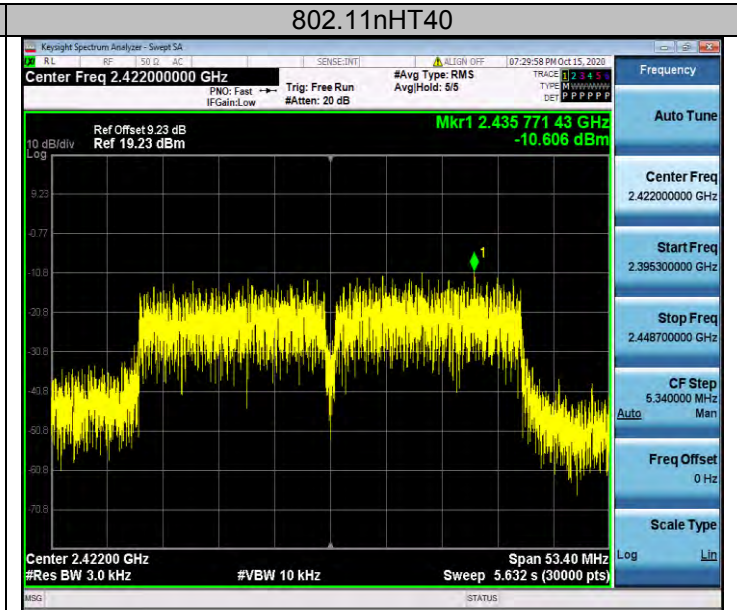 802.11nHT40
Keysight Spectrum Analyzer - Swept SA
RL RF 50 Ω AC SENSE:INT ALIGN OFF 07:29:58 PM Oct 15, 2020
Center Freq 2.422000000 GHz
PNO: Fast
IFGain:Low
Trig: Free Run
#Atten: 20 dB
#Avg Type: RMS
Avg|Hold: 5/5
TRACE 1 2 3 4 5 6
TYPE M WWWWW
DET P P P P P P
Frequency
Ref Offset 9.23 dB
10 dB/div Ref 19.23 dBm
Log
Mkr1 2.435 771 43 GHz
-10.606 dBm
1
9.23
-0.77
-10.8
-20.8
-30.8
-40.8
-50.8
-60.8
-70.8
Center 2.42200 GHz Span 53.40 MHz
#Res BW 3.0 kHz #VBW 10 kHz Sweep 5.632 s (30000 pts)
Auto Tune
Center Freq
2.422000000 GHz
Start Freq
2.395300000 GHz
Stop Freq
2.448700000 GHz
CF Step
5.340000 MHz
Auto Man
Freq Offset
0 Hz
Scale Type
Log Lin
MSG STATUS